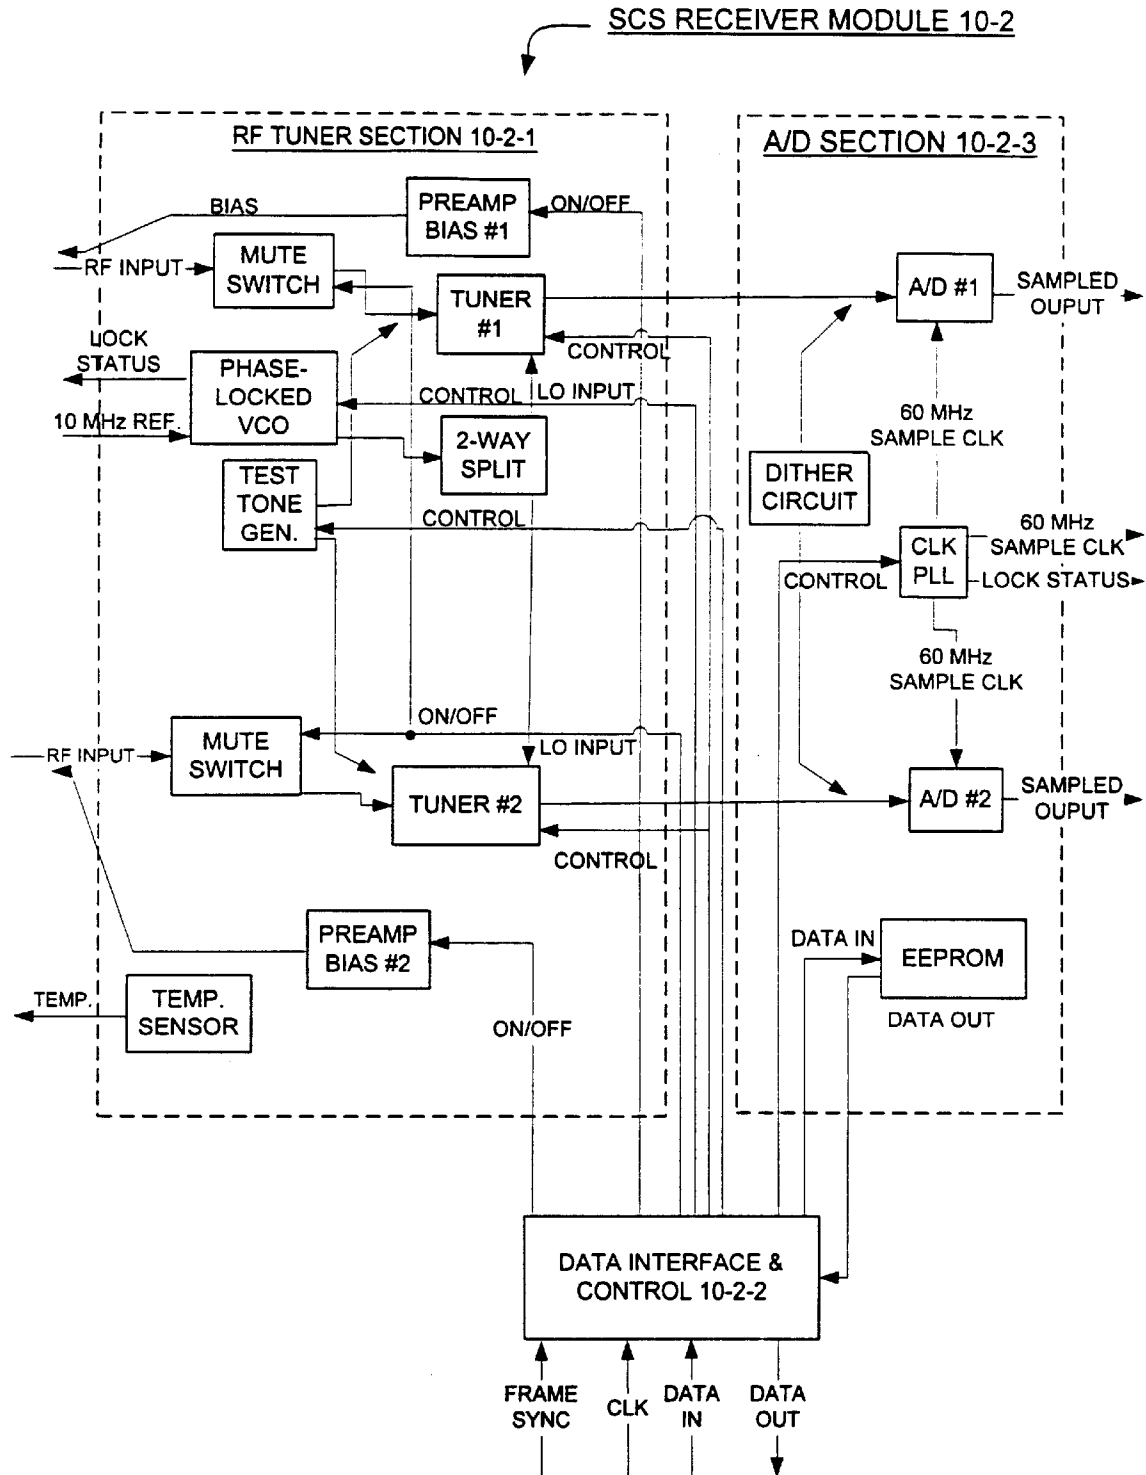 SCS RECEIVER MODULE 10-2
RF TUNER SECTION 10-2-1
A/D SECTION 10-2-3
BIAS
PREAMP
BIAS #1
ON/OFF
RF INPUT
MUTE
SWITCH
TUNER
#1
A/D #1
SAMPLED
OUPUT
LOCK
STATUS
CONTROL
PHASE-
LOCKED
VCO
CONTROL
LO INPUT
10 MHz REF.
60 MHz
SAMPLE CLK
2-WAY
SPLIT
TEST
TONE
GEN.
DITHER
CIRCUIT
CONTROL
60 MHz
SAMPLE CLK
CLK
PLL
CONTROL
LOCK STATUS
60 MHz
SAMPLE CLK
ON/OFF
RF INPUT
MUTE
SWITCH
LO INPUT
TUNER #2
A/D #2
SAMPLED
OUPUT
CONTROL
PREAMP
BIAS #2
DATA IN
EEPROM
DATA OUT
TEMP.
TEMP.
SENSOR
ON/OFF
DATA INTERFACE &
CONTROL 10-2-2
FRAME
SYNC
CLK
DATA
IN
DATA
OUT